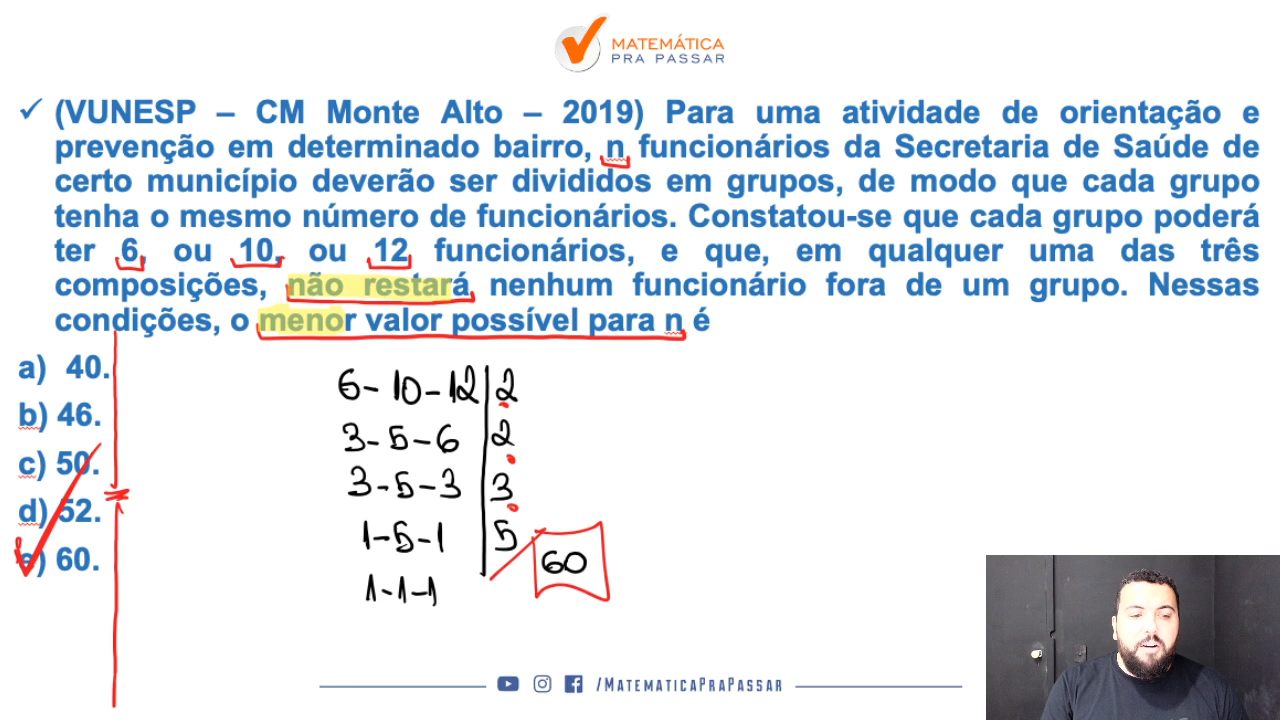 MATEMÁTICA
PRA PASSAR
✓ (VUNESP – CM Monte Alto – 2019) Para uma atividade de orientação e
prevenção em determinado bairro, n funcionários da Secretaria de Saúde de
certo município deverão ser divididos em grupos, de modo que cada grupo
tenha o mesmo número de funcionários. Constatou-se que cada grupo poderá
ter 6, ou 10, ou 12 funcionários, e que, em qualquer uma das três
composições, não restará nenhum funcionário fora de um grupo. Nessas
condições, o menor valor possível para n é
a) 40.
b) 46.
c) 50.
d) 52.
e) 60.
6-10-12|2
3-5-6|2
3-5-3|3
1-5-1|5
60
1-1-1
/MATEMATICAPRAPASSAR